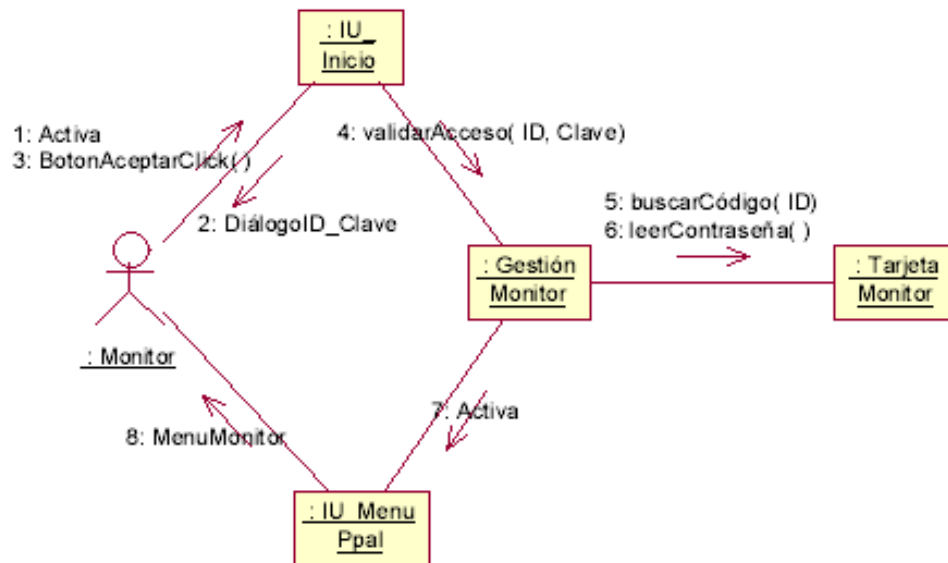 : IU_
Inicio
1: Activa
3: BotonAceptarClick( )
4: validarAcceso( ID, Clave)
2: DiálogoID_Clave
5: buscarCódigo( ID)
6: leerContraseña( )
: Gestión
Monitor
: Tarjeta
Monitor
: Monitor
7: Activa
8: MenuMonitor
: IU_Menu
Ppal